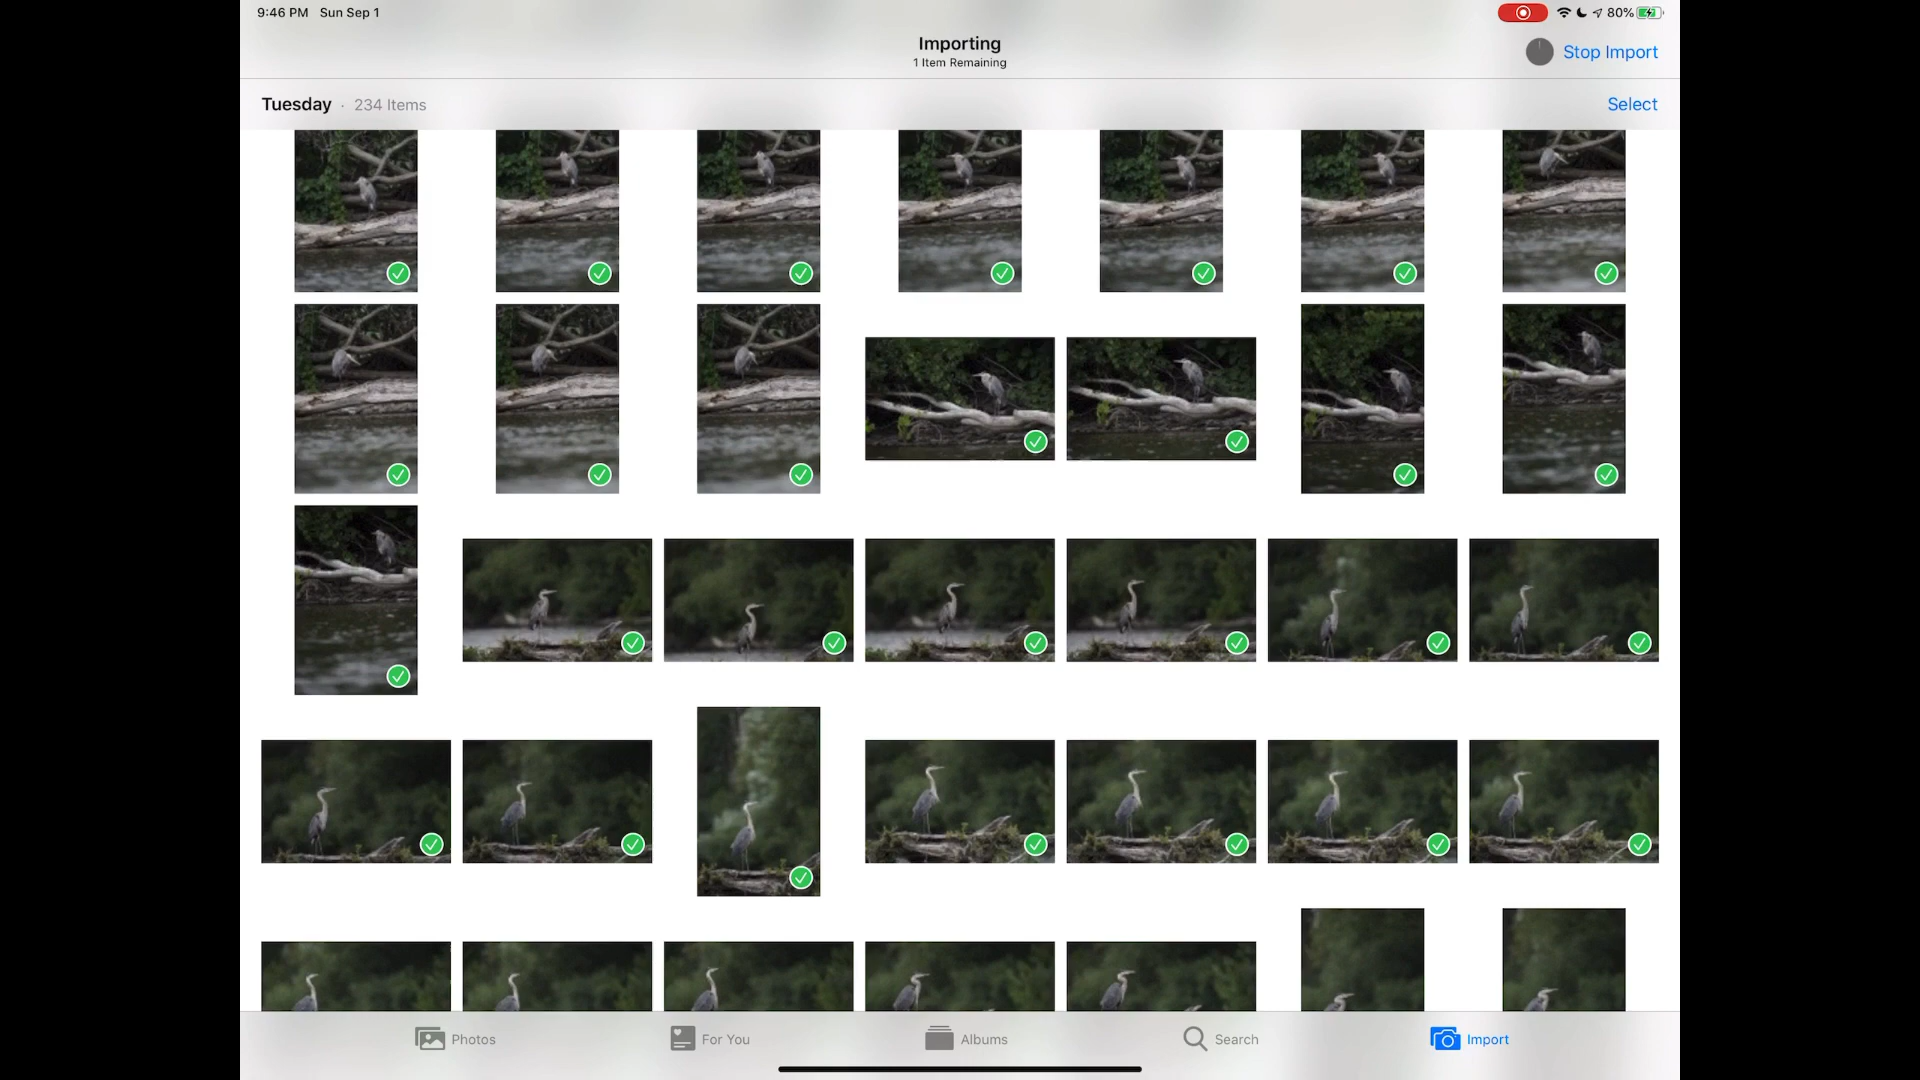 9:46 PM Sun Sep 1
80%
Importing
1 Item Remaining
Stop Import
Tuesday · 234 Items
Select
Photos
For You
Albums
Search
Import